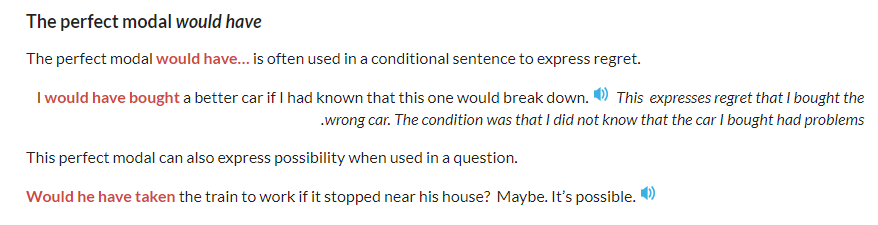 The perfect modal would have
The perfect modal would have... is often used in a conditional sentence to express regret.
I would have bought a better car if I had known that this one would break down. This expresses regret that I bought the
.wrong car. The condition was that I did not know that the car I bought had problems
This perfect modal can also express possibility when used in a question.
Would he have taken the train to work if it stopped near his house? Maybe. It’s possible.